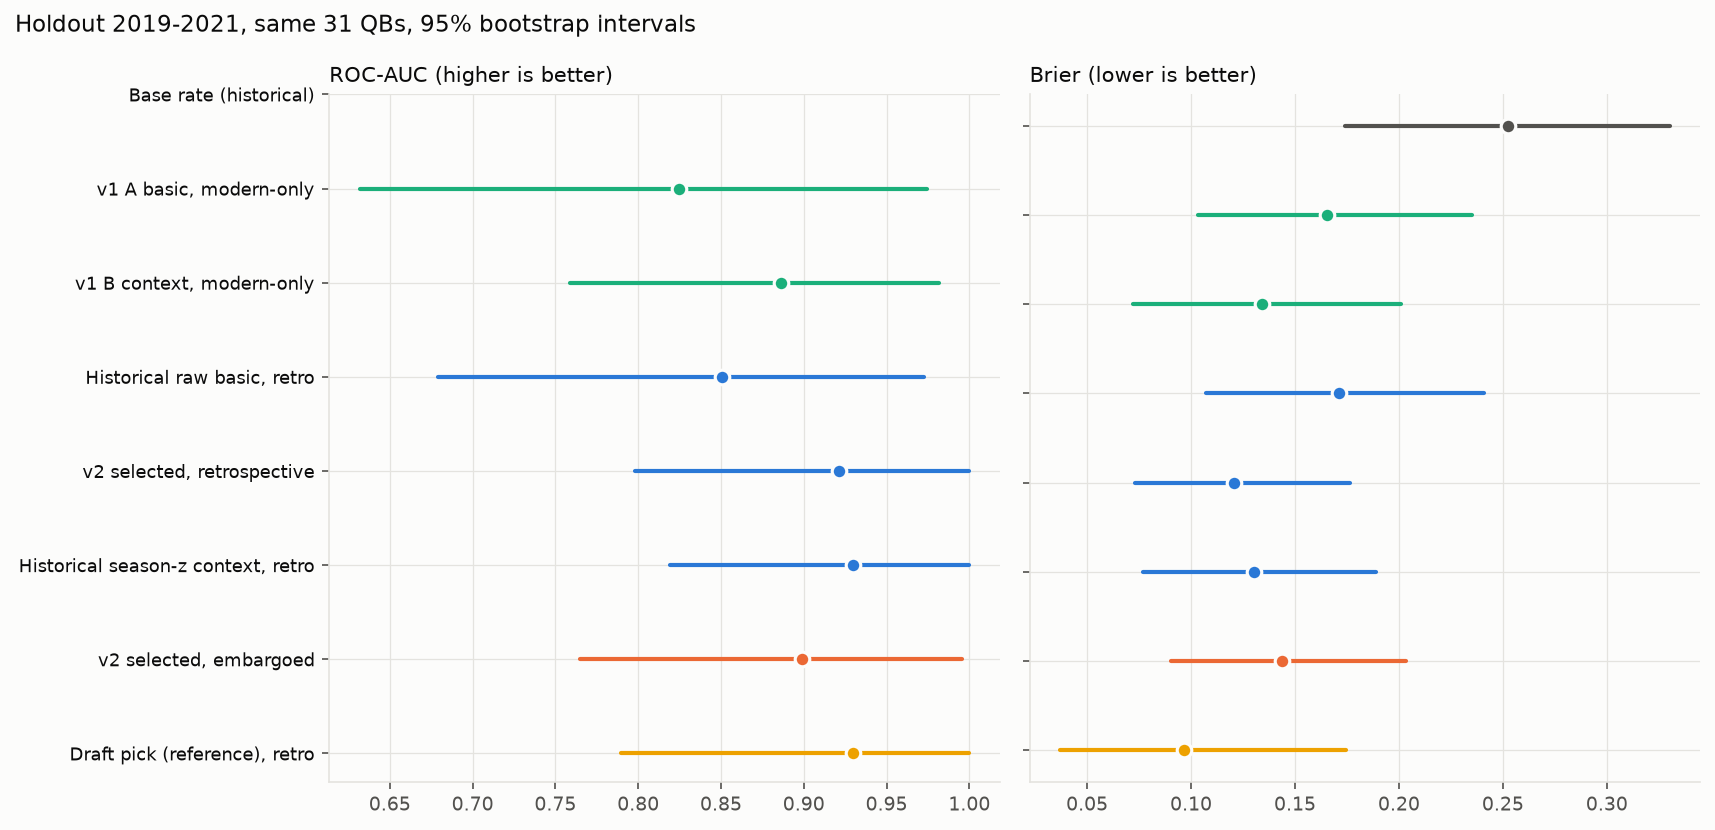 Holdout 2019-2021, same 31 QBs, 95% bootstrap intervals
ROC-AUC (higher is better)
Brier (lower is better)
Base rate (historical)
v1 A basic, modern-only
v1 B context, modern-only
Historical raw basic, retro
v2 selected, retrospective
Historical season-z context, retro
v2 selected, embargoed
Draft pick (reference), retro
0.65 0.70 0.75 0.80 0.85 0.90 0.95 1.00
0.05 0.10 0.15 0.20 0.25 0.30